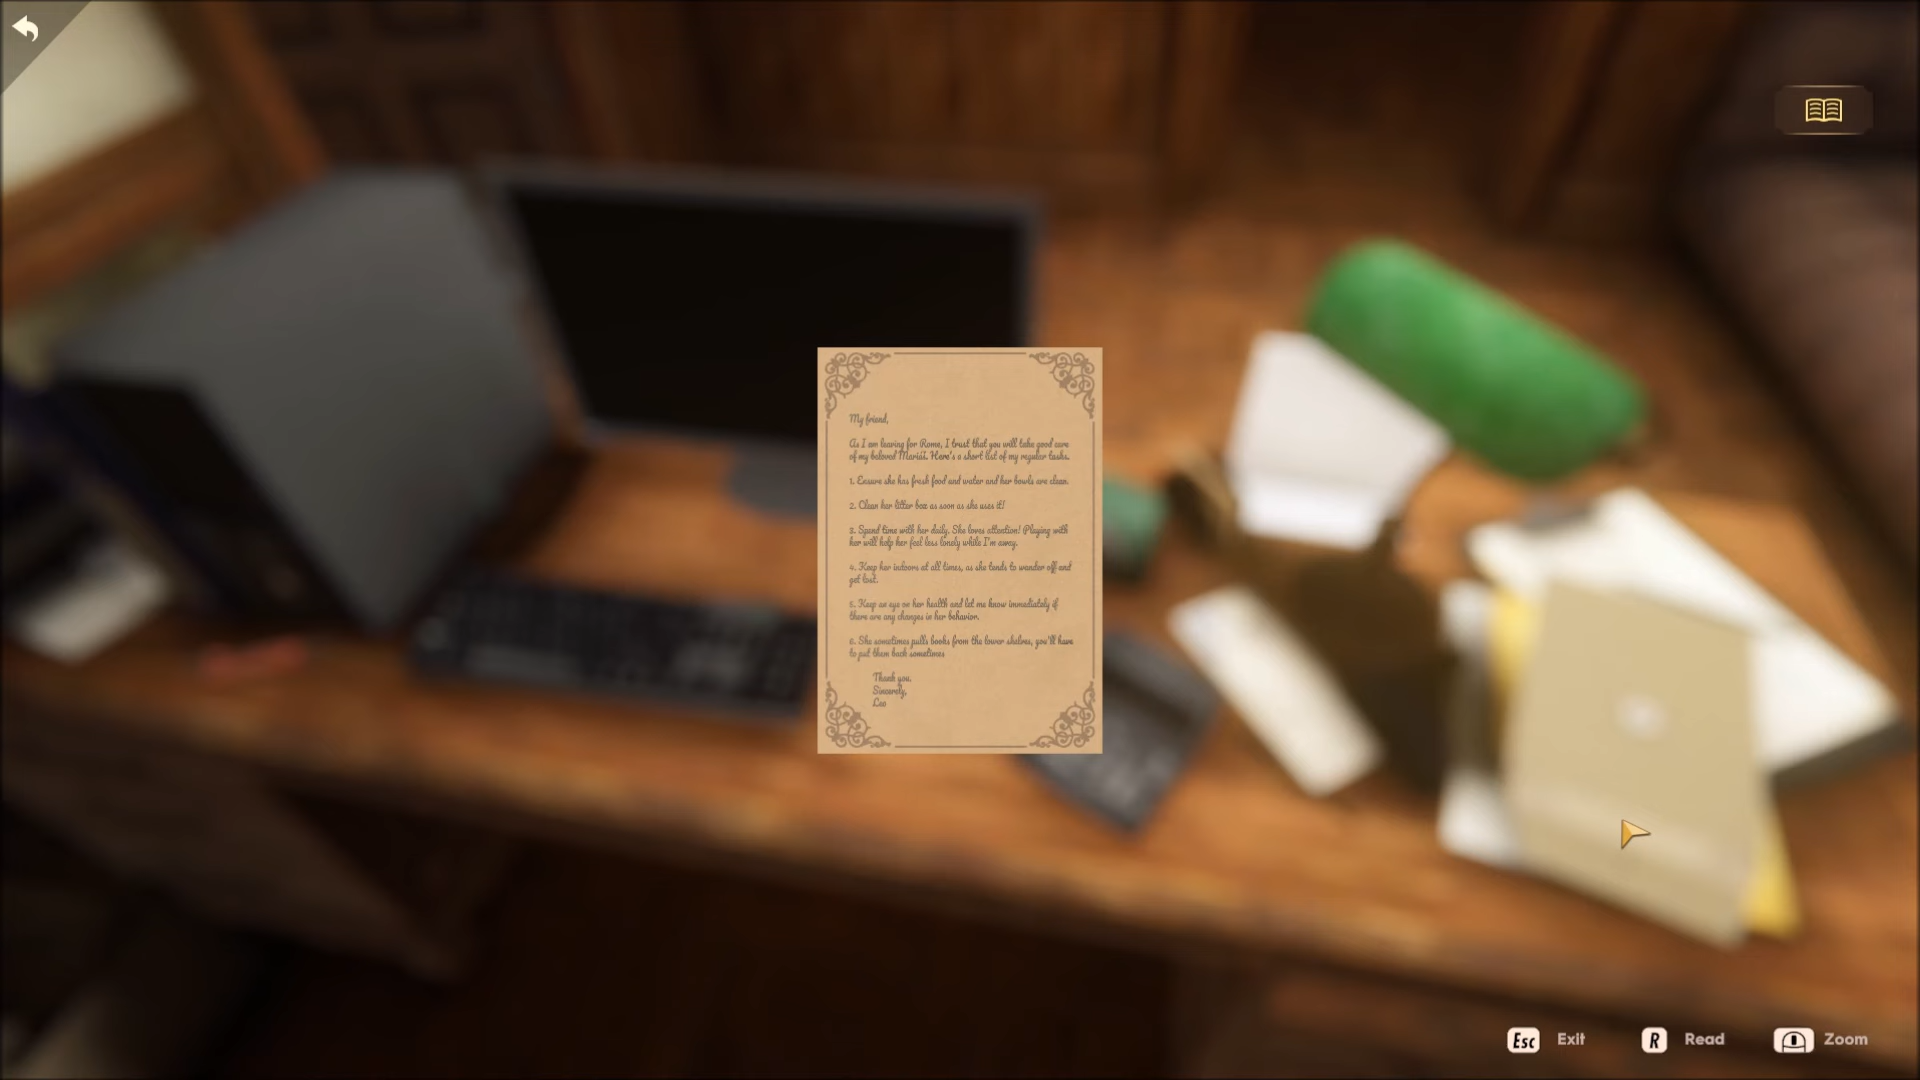 My friend,
As I am leaving for Rome, I trust that you will take good care
of my beloved Mariáš. Here's a short list of my regular tasks.
1. Ensure she has fresh food and water and her bowls are clean.
2. Clean her litter box as soon as she uses it!
3. Spend time with her daily. She loves attention! Playing with
her will help her feel less lonely while I'm away.
4. Keep her indoors at all times, as she tends to wander off and
get lost.
5. Keep an eye on her health and let me know immediately if
there are any changes in her behavior.
6. She sometimes pulls books from the lower shelves, you'll have
to put them back sometimes
Thank you.
Sincerely,
Leo
Esc Exit R Read Zoom